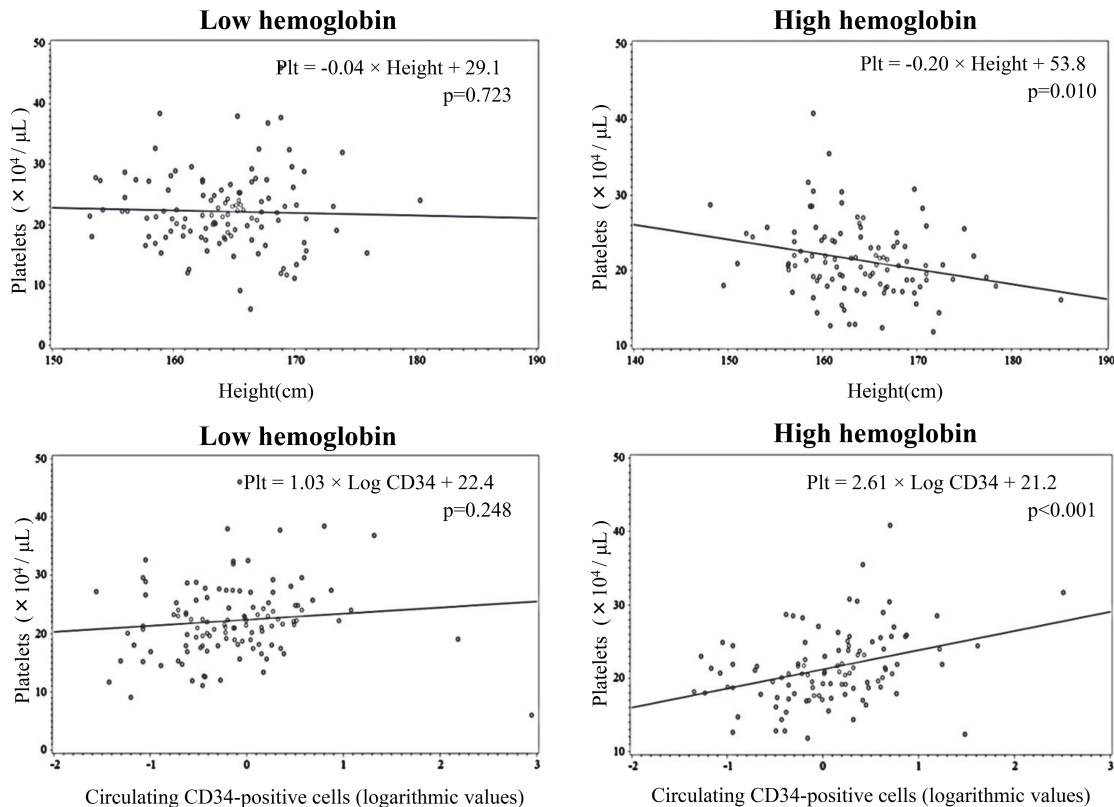 Low hemoglobin
Plt = -0.04 × Height + 29.1
p=0.723
Platelets ( ×10⁴/ μL )
50
40
30
20
10
0
150
160
170
180
190
Height(cm)
High hemoglobin
Plt = -0.20 × Height + 53.8
p=0.010
Platelets ( ×10⁴/ μL )
50
40
30
20
10
140
150
160
170
180
190
Height(cm)
Low hemoglobin
Plt = 1.03 × Log CD34 + 22.4
p=0.248
Platelets ( ×10⁴/ μL )
50
40
30
20
10
0
-2
-1
0
1
2
3
Circulating CD34-positive cells (logarithmic values)
High hemoglobin
Plt = 2.61 × Log CD34 + 21.2
p<0.001
Platelets ( ×10⁴/ μL )
50
40
30
20
10
-2
-1
0
1
2
3
Circulating CD34-positive cells (logarithmic values)